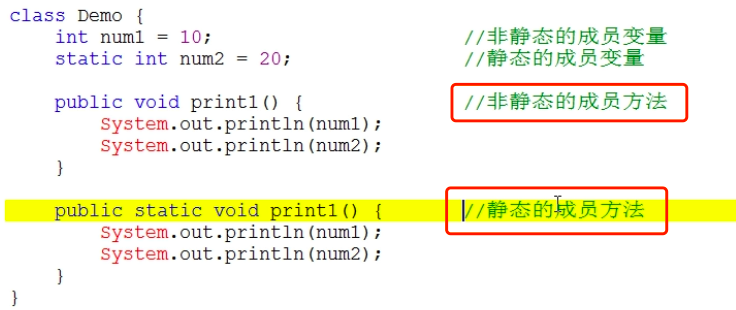 class Demo {
    int num1 = 10;                        //非静态的成员变量
    static int num2 = 20;                 //静态的成员变量
    public void print1() {                //非静态的成员方法
        System.out.println(num1);
        System.out.println(num2);
    }
    public static void print1() {         //静态的成员方法
        System.out.println(num1);
        System.out.println(num2);
    }
}